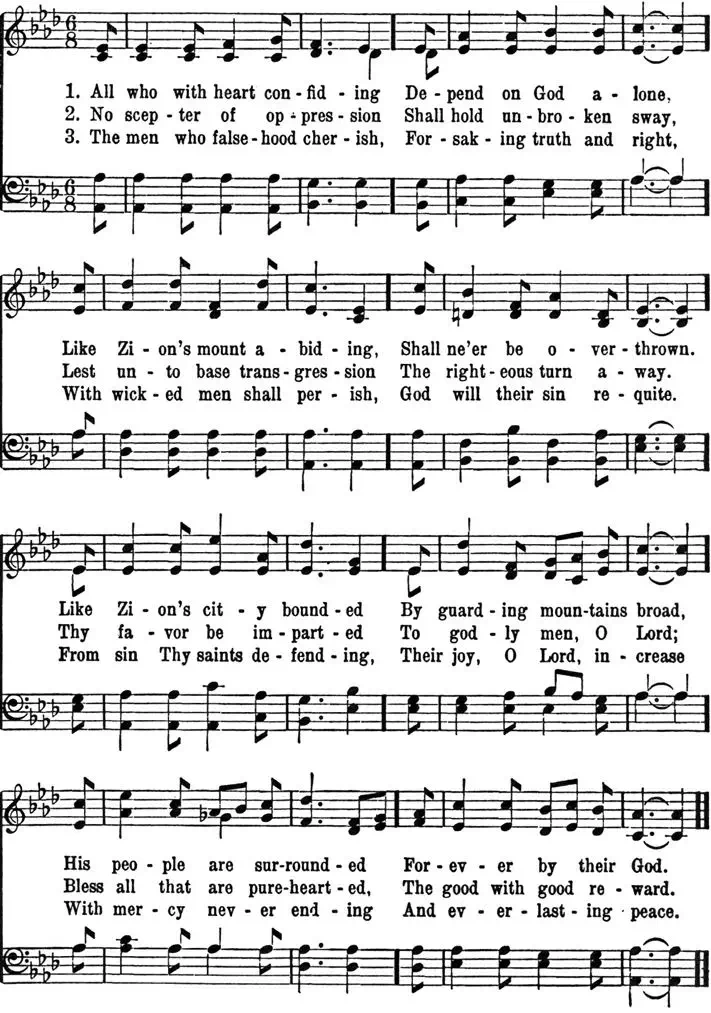 1. All who with heart con-fid-ing De-pend on God a-lone,
2. No scep-ter of op-pres-sion Shall hold un-bro-ken sway,
3. The men who false-hood cher-ish, For-sak-ing truth and right,
Like Zi-on's mount a-bid-ing, Shall ne'er be o-ver-thrown.
Lest un-to base trans-gres-sion The right-eous turn a-way.
With wick-ed men shall per-ish, God will their sin re-quite.
Like Zi-on's cit-y bound-ed By guard-ing moun-tains broad,
Thy fa-vor be im-part-ed To god-ly men, O Lord;
From sin Thy saints de-fend-ing, Their joy, O Lord, in-crease
His peo-ple are sur-round-ed For-ev-er by their God.
Bless all that are pure-heart-ed, The good with good re-ward.
With mer-cy nev-er end-ing And ev-er-last-ing peace.